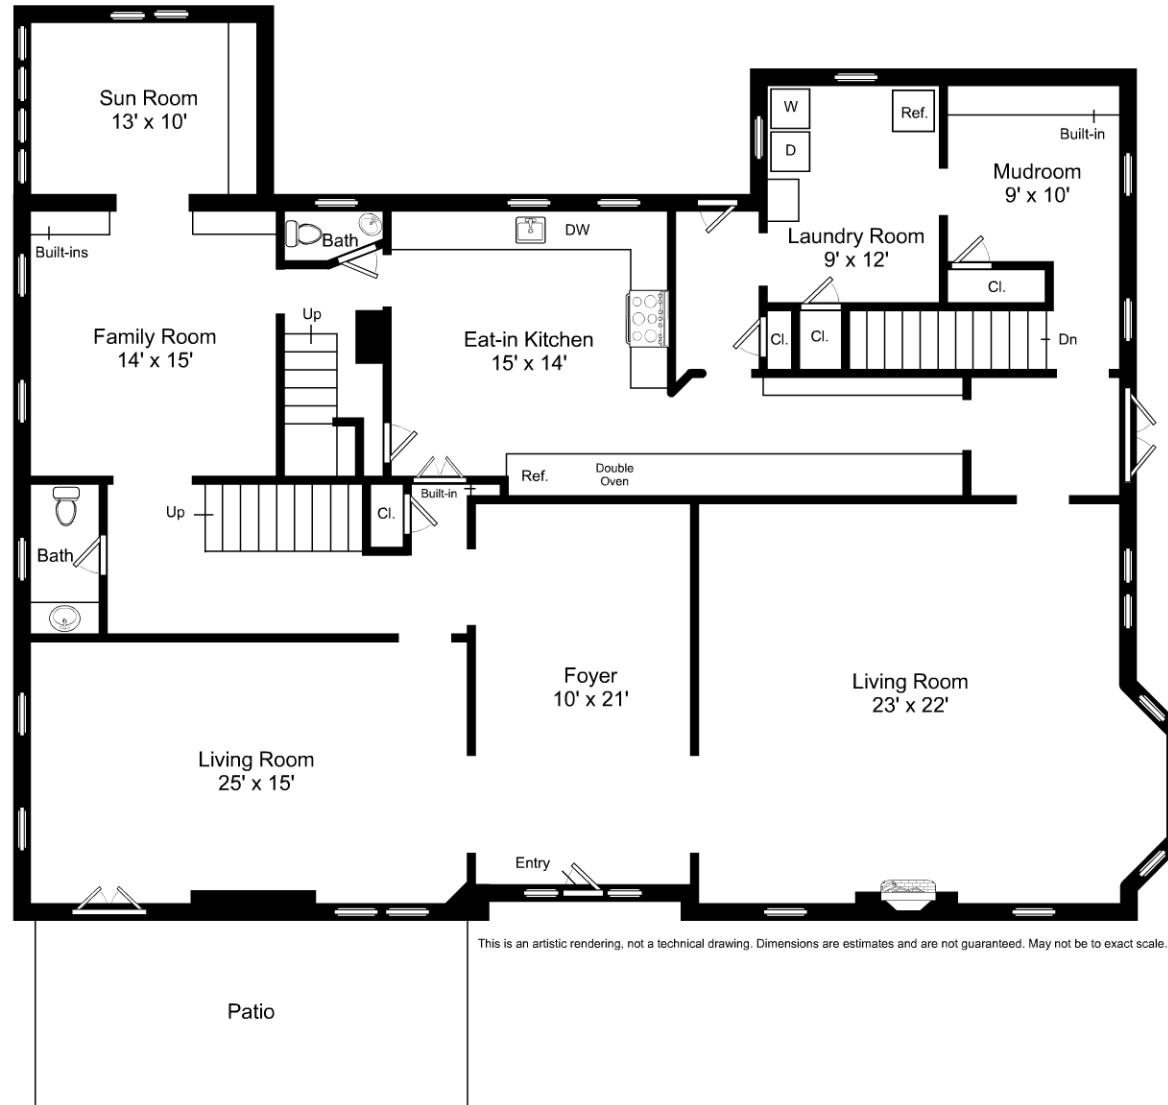 Sun Room
13' x 10'
W
D
Ref.
Built-in
Mudroom
9' x 10'
Bath
DW
Built-ins
Laundry Room
9' x 12'
Cl.
Up
Family Room
14' x 15'
Eat-in Kitchen
15' x 14'
Cl.
Cl.
Dn
Ref.
Double
Oven
Built-in
Up
Cl.
Bath
Foyer
10' x 21'
Living Room
23' x 22'
Living Room
25' x 15'
Entry
This is an artistic rendering, not a technical drawing. Dimensions are estimates and are not guaranteed. May not be to exact scale.
Patio